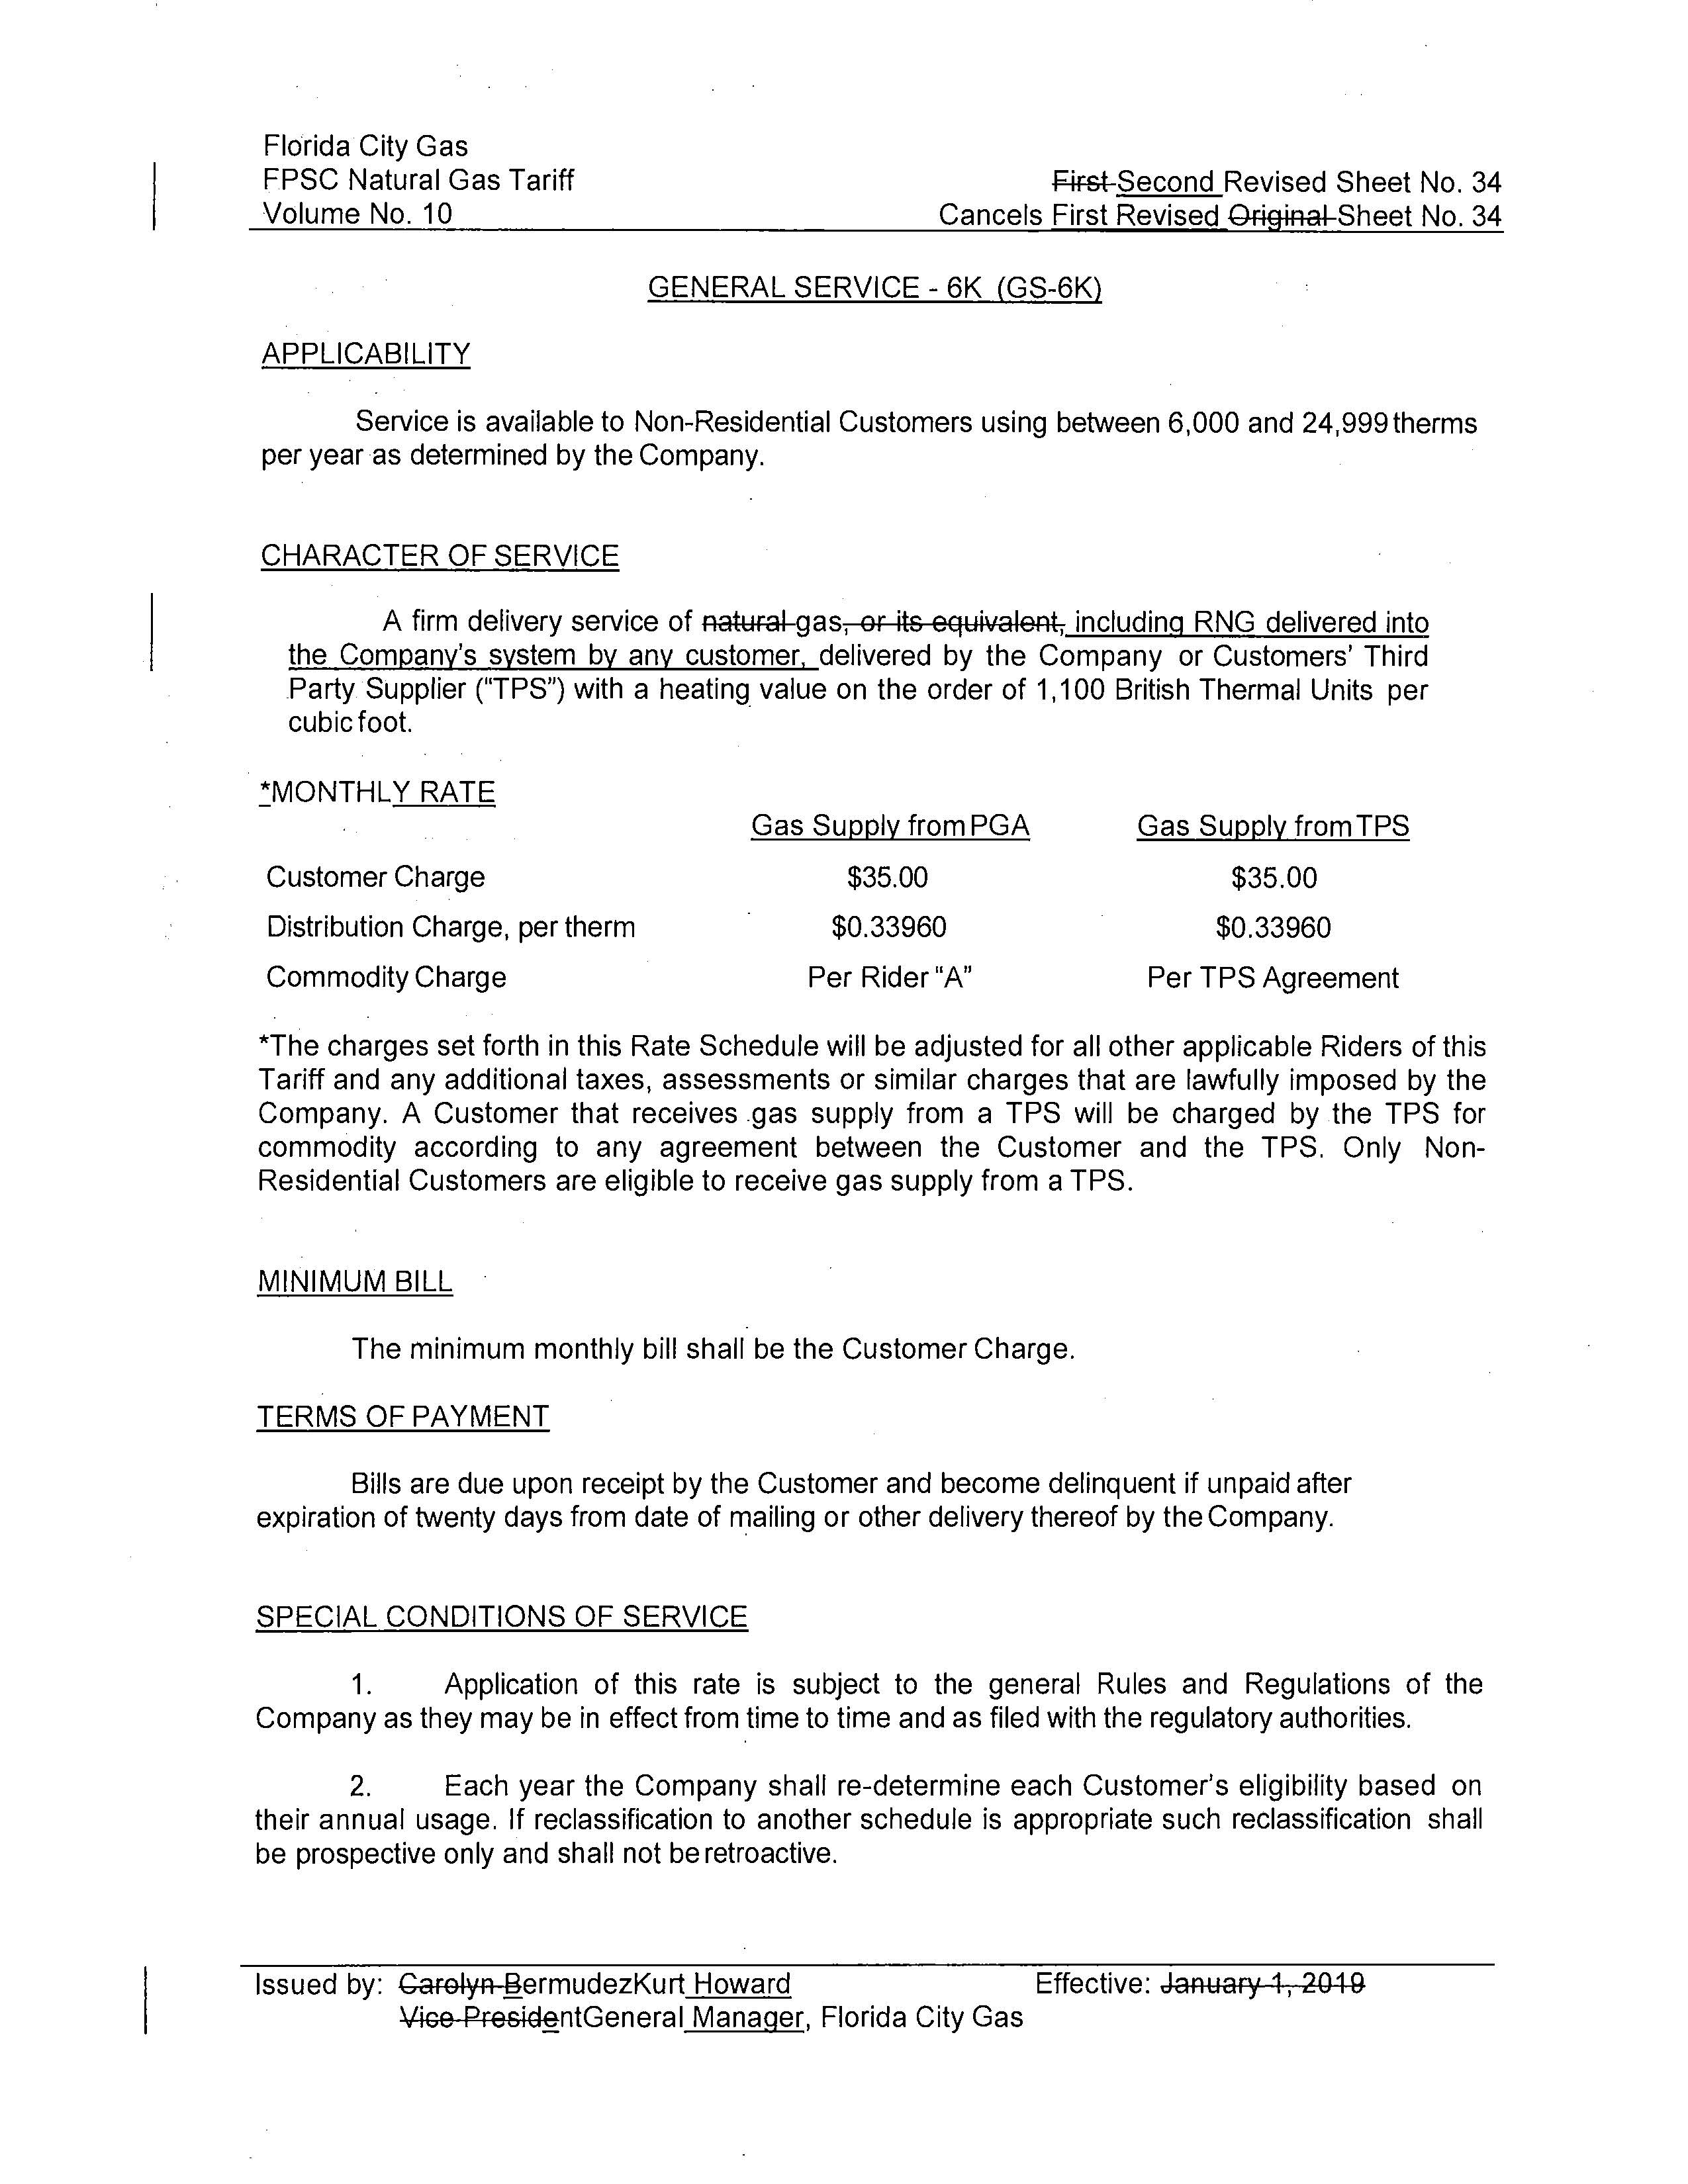 Florida City Gas
FPSC Natural Gas Tariff
First Second Revised Sheet No. 34
Volume No. 10
Cancels First Revised Original Sheet No. 34
GENERAL SERVICE - 6K (GS-6K)
APPLICABILITY
Service is available to Non-Residential Customers using between 6,000 and 24,999 therms
per year as determined by the Company.
CHARACTER OF SERVICE
A firm delivery service of natural gas, or its equivalent, including RNG delivered into
the Company's system by any customer, delivered by the Company or Customers' Third
Party Supplier ("TPS") with a heating value on the order of 1,100 British Thermal Units per
cubic foot.
*MONTHLY RATE
Gas Supply from PGA Gas Supply from TPS
Customer Charge $35.00 $35.00
Distribution Charge, per therm $0.33960 $0.33960
Commodity Charge Per Rider "A" Per TPS Agreement
*The charges set forth in this Rate Schedule will be adjusted for all other applicable Riders of this
Tariff and any additional taxes, assessments or similar charges that are lawfully imposed by the
Company. A Customer that receives gas supply from a TPS will be charged by the TPS for
commodity according to any agreement between the Customer and the TPS. Only Non-
Residential Customers are eligible to receive gas supply from a TPS.
MINIMUM BILL
The minimum monthly bill shall be the Customer Charge.
TERMS OF PAYMENT
Bills are due upon receipt by the Customer and become delinquent if unpaid after
expiration of twenty days from date of mailing or other delivery thereof by the Company.
SPECIAL CONDITIONS OF SERVICE
1. Application of this rate is subject to the general Rules and Regulations of the
Company as they may be in effect from time to time and as filed with the regulatory authorities.
2. Each year the Company shall re-determine each Customer's eligibility based on
their annual usage. If reclassification to another schedule is appropriate such reclassification shall
be prospective only and shall not be retroactive.
Issued by: Carolyn BermudezKurt Howard Effective: January 1, 2019
Vice PresidentGeneral Manager, Florida City Gas